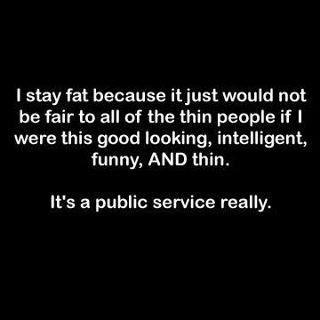 I stay fat because it just would not
be fair to all of the thin people if I
were this good looking, intelligent,
funny, AND thin.
It's a public service really.